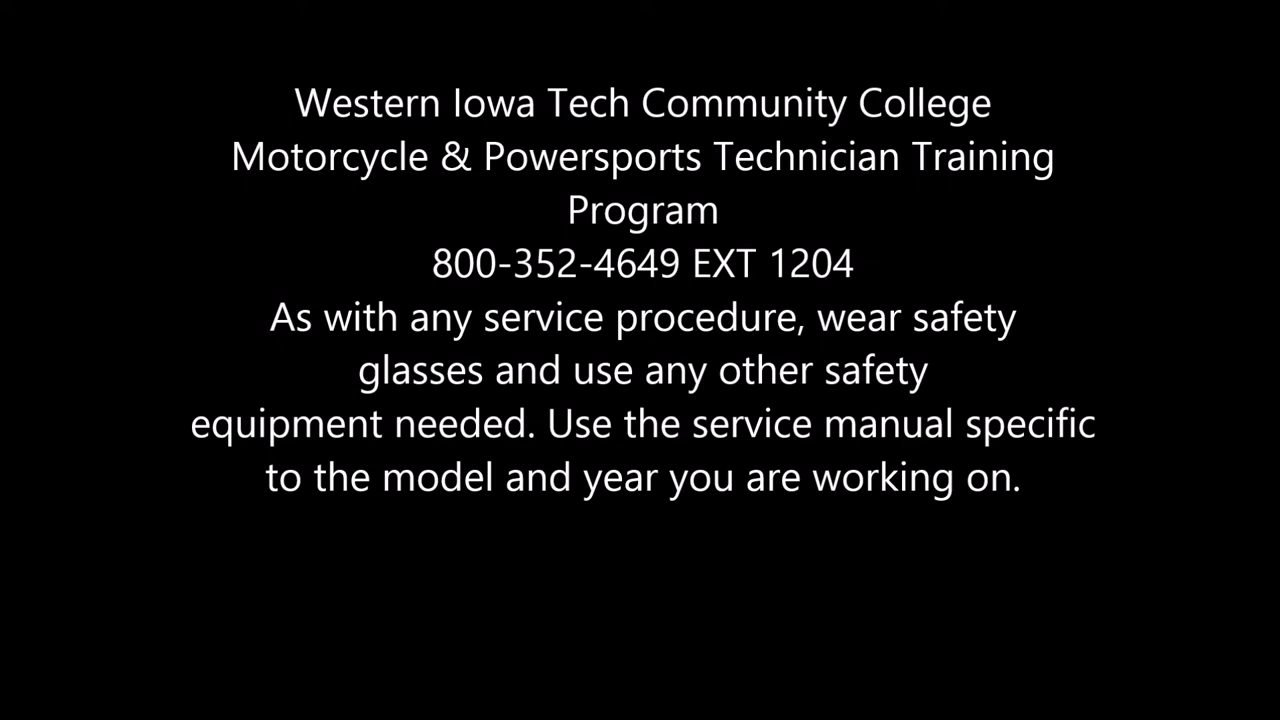 Western Iowa Tech Community College
Motorcycle & Powersports Technician Training
Program
800-352-4649 EXT 1204
As with any service procedure, wear safety
glasses and use any other safety
equipment needed. Use the service manual specific
to the model and year you are working on.